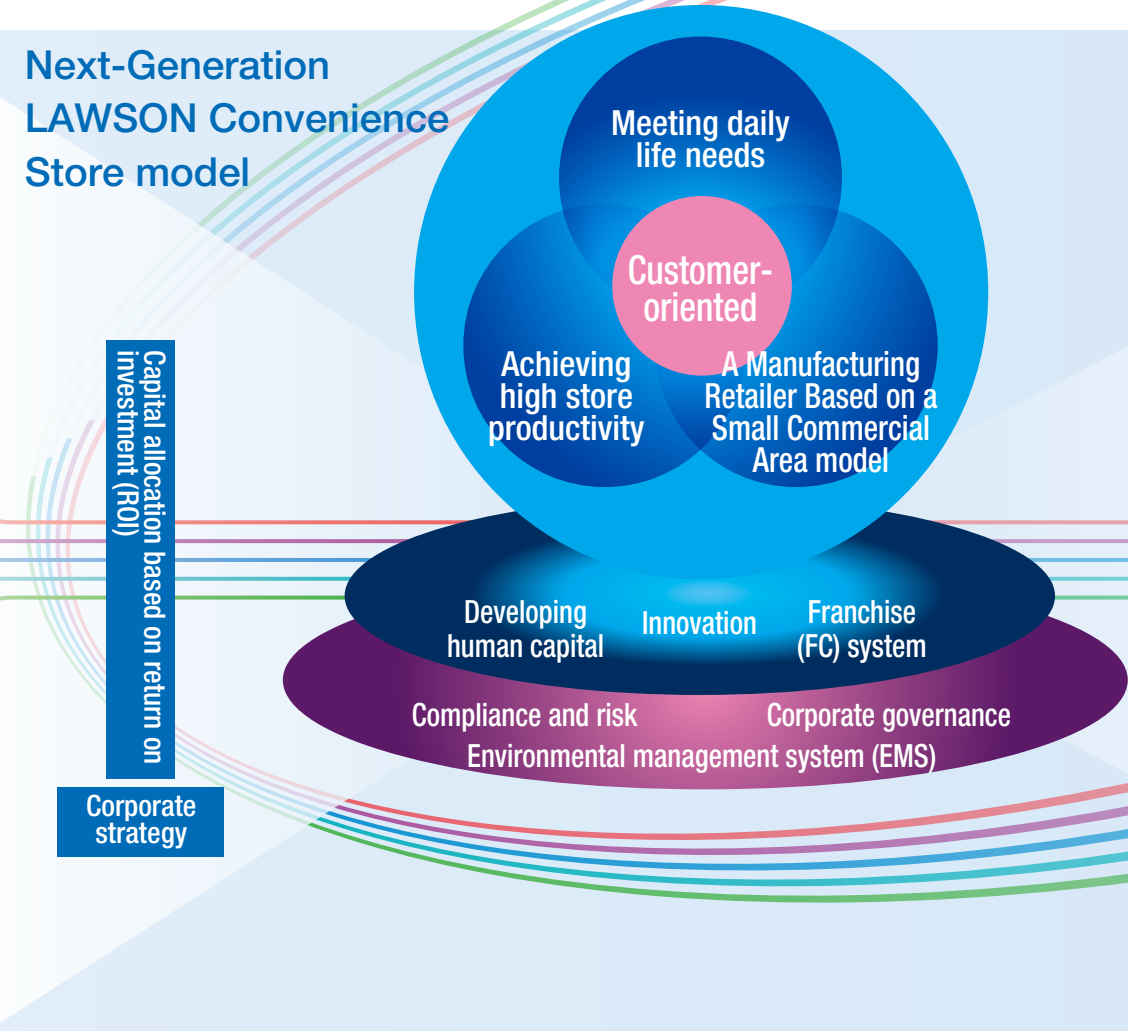 Next-Generation
LAWSON Convenience
Store model
Meeting daily
life needs
Customer-
oriented
Achieving
high store
productivity
A Manufacturing
Retailer Based on a
Small Commercial
Area model
Capital allocation based on return on
investment (ROI)
Developing
human capital
Innovation
Franchise
(FC) system
Compliance and risk
Corporate governance
Environmental management system (EMS)
Corporate
strategy